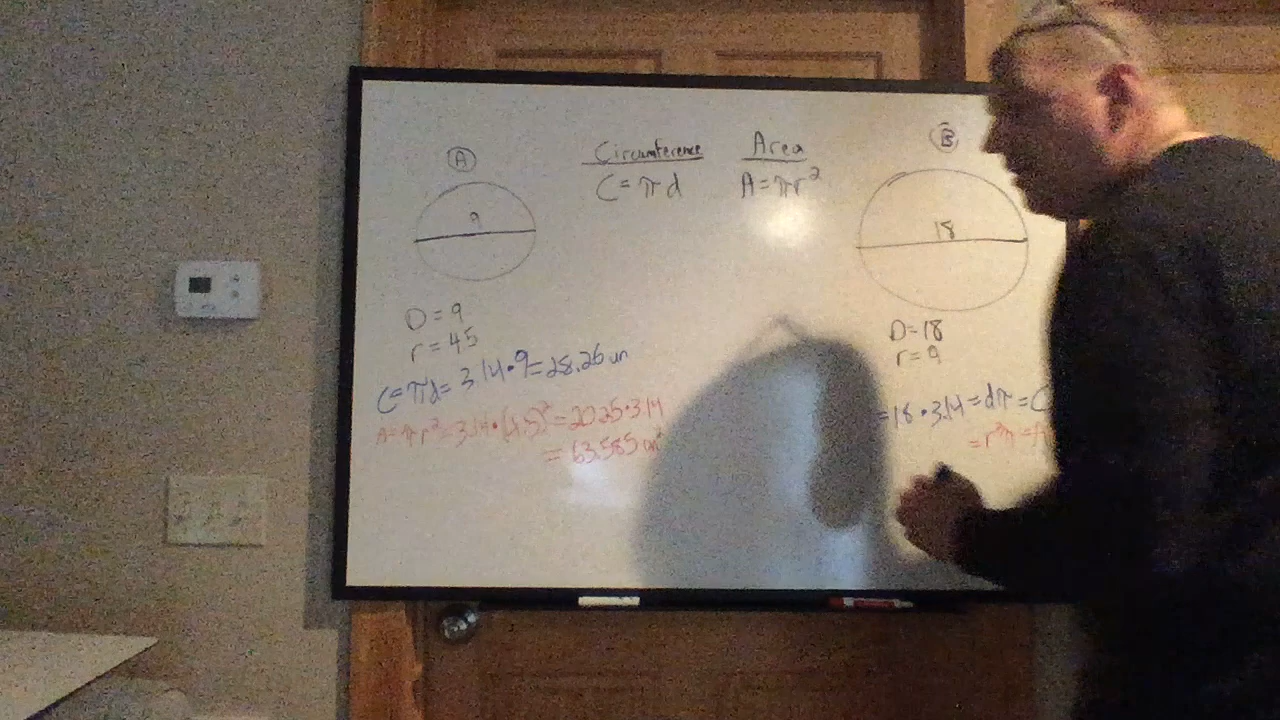 A
Circumference
Area
B
C = πd
A = πr²
9
18
D = 9
r = 4.5
D = 18
r = 9
C = πd = 3.14 • 9 = 28.26 un
= 18 • 3.14 = dπ = C
A = πr² = 3.14 • (4.5)² = 20.25 • 3.14
= r²π =
= 63.585 un²